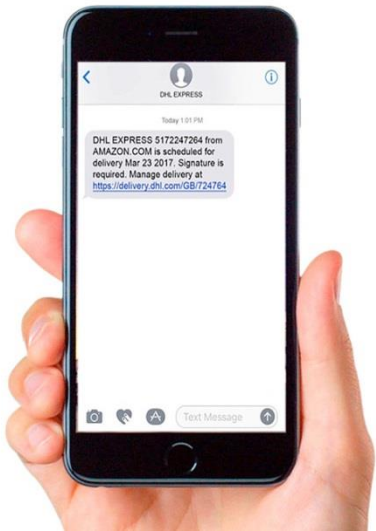 DHL EXPRESS
Today 1:01 PM
DHL EXPRESS 5172247264 from
AMAZON.COM is scheduled for
delivery Mar 23 2017. Signature is
required. Manage delivery at
https://delivery.dhl.com/GB/724764
Text Message